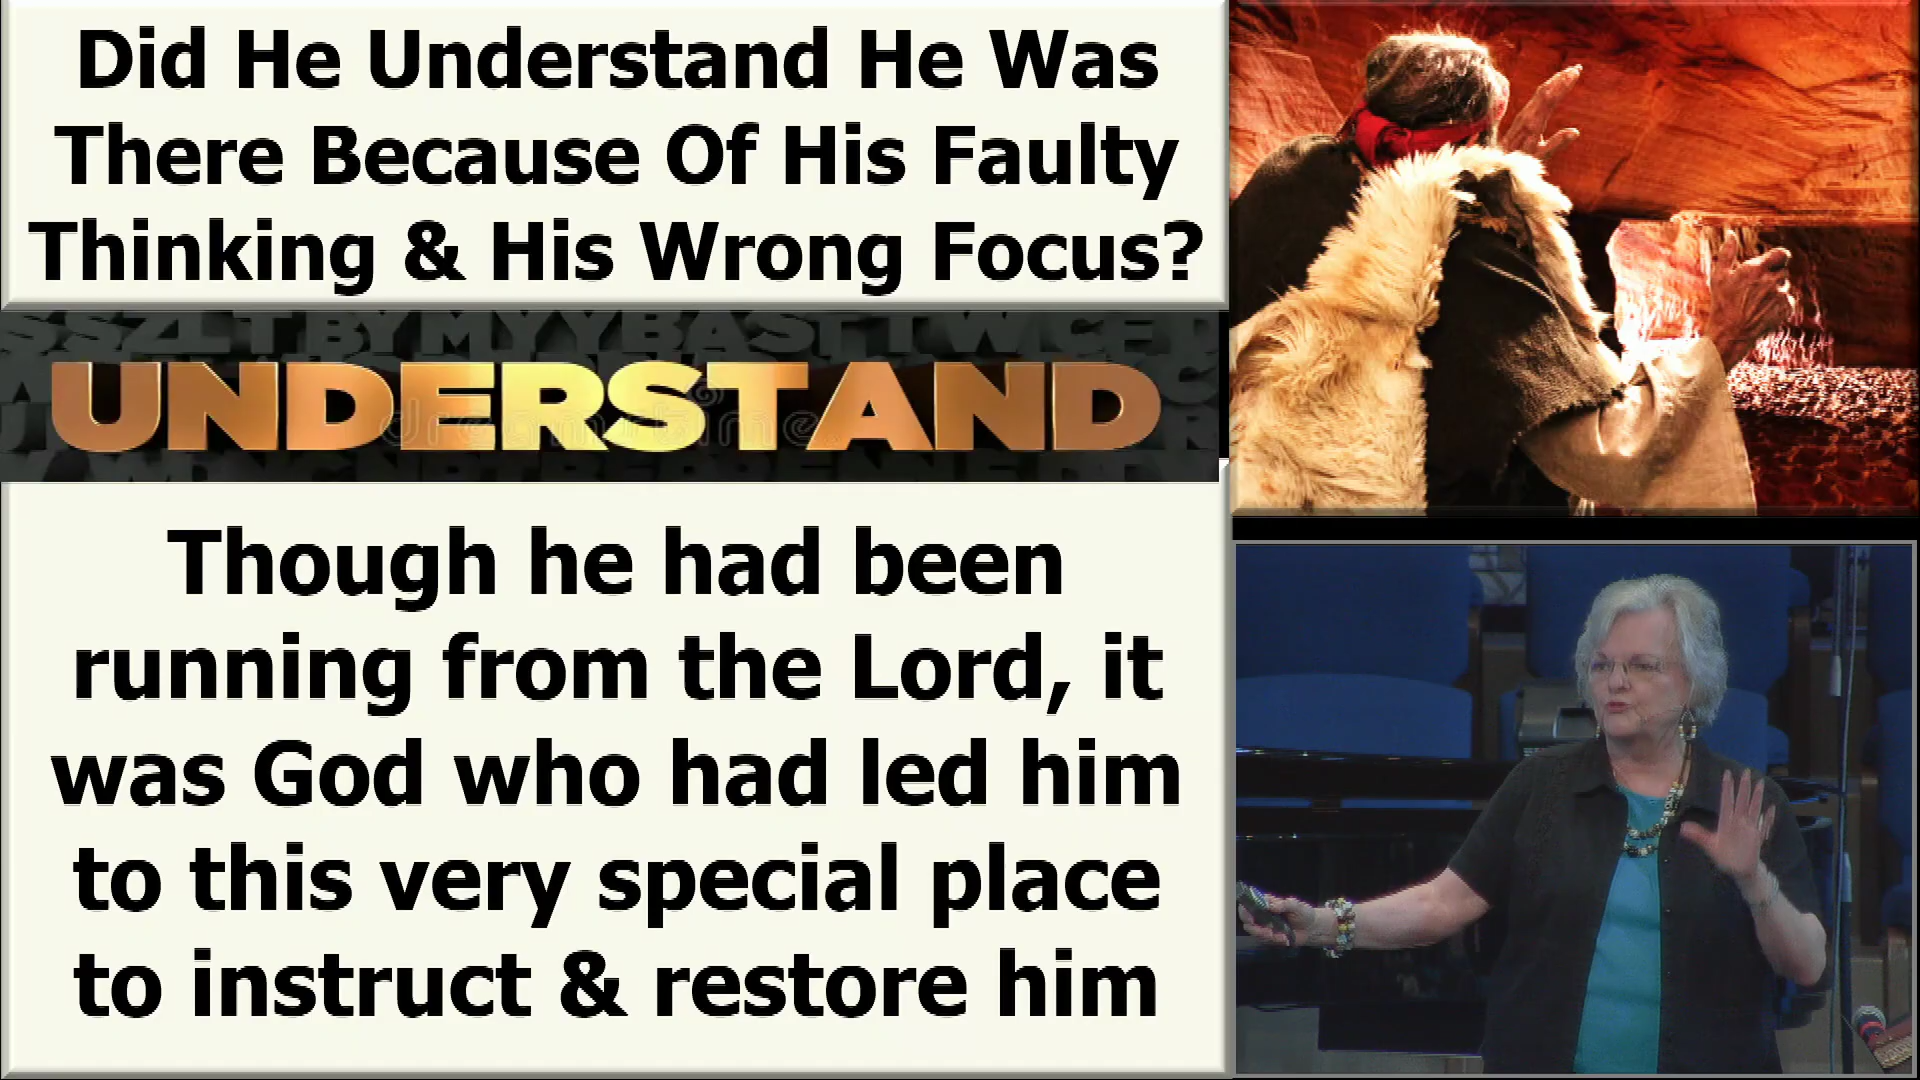 Did He Understand He Was
There Because Of His Faulty
Thinking & His Wrong Focus?
UNDERSTAND
dreamstime
Though he had been
running from the Lord, it
was God who had led him
to this very special place
to instruct & restore him